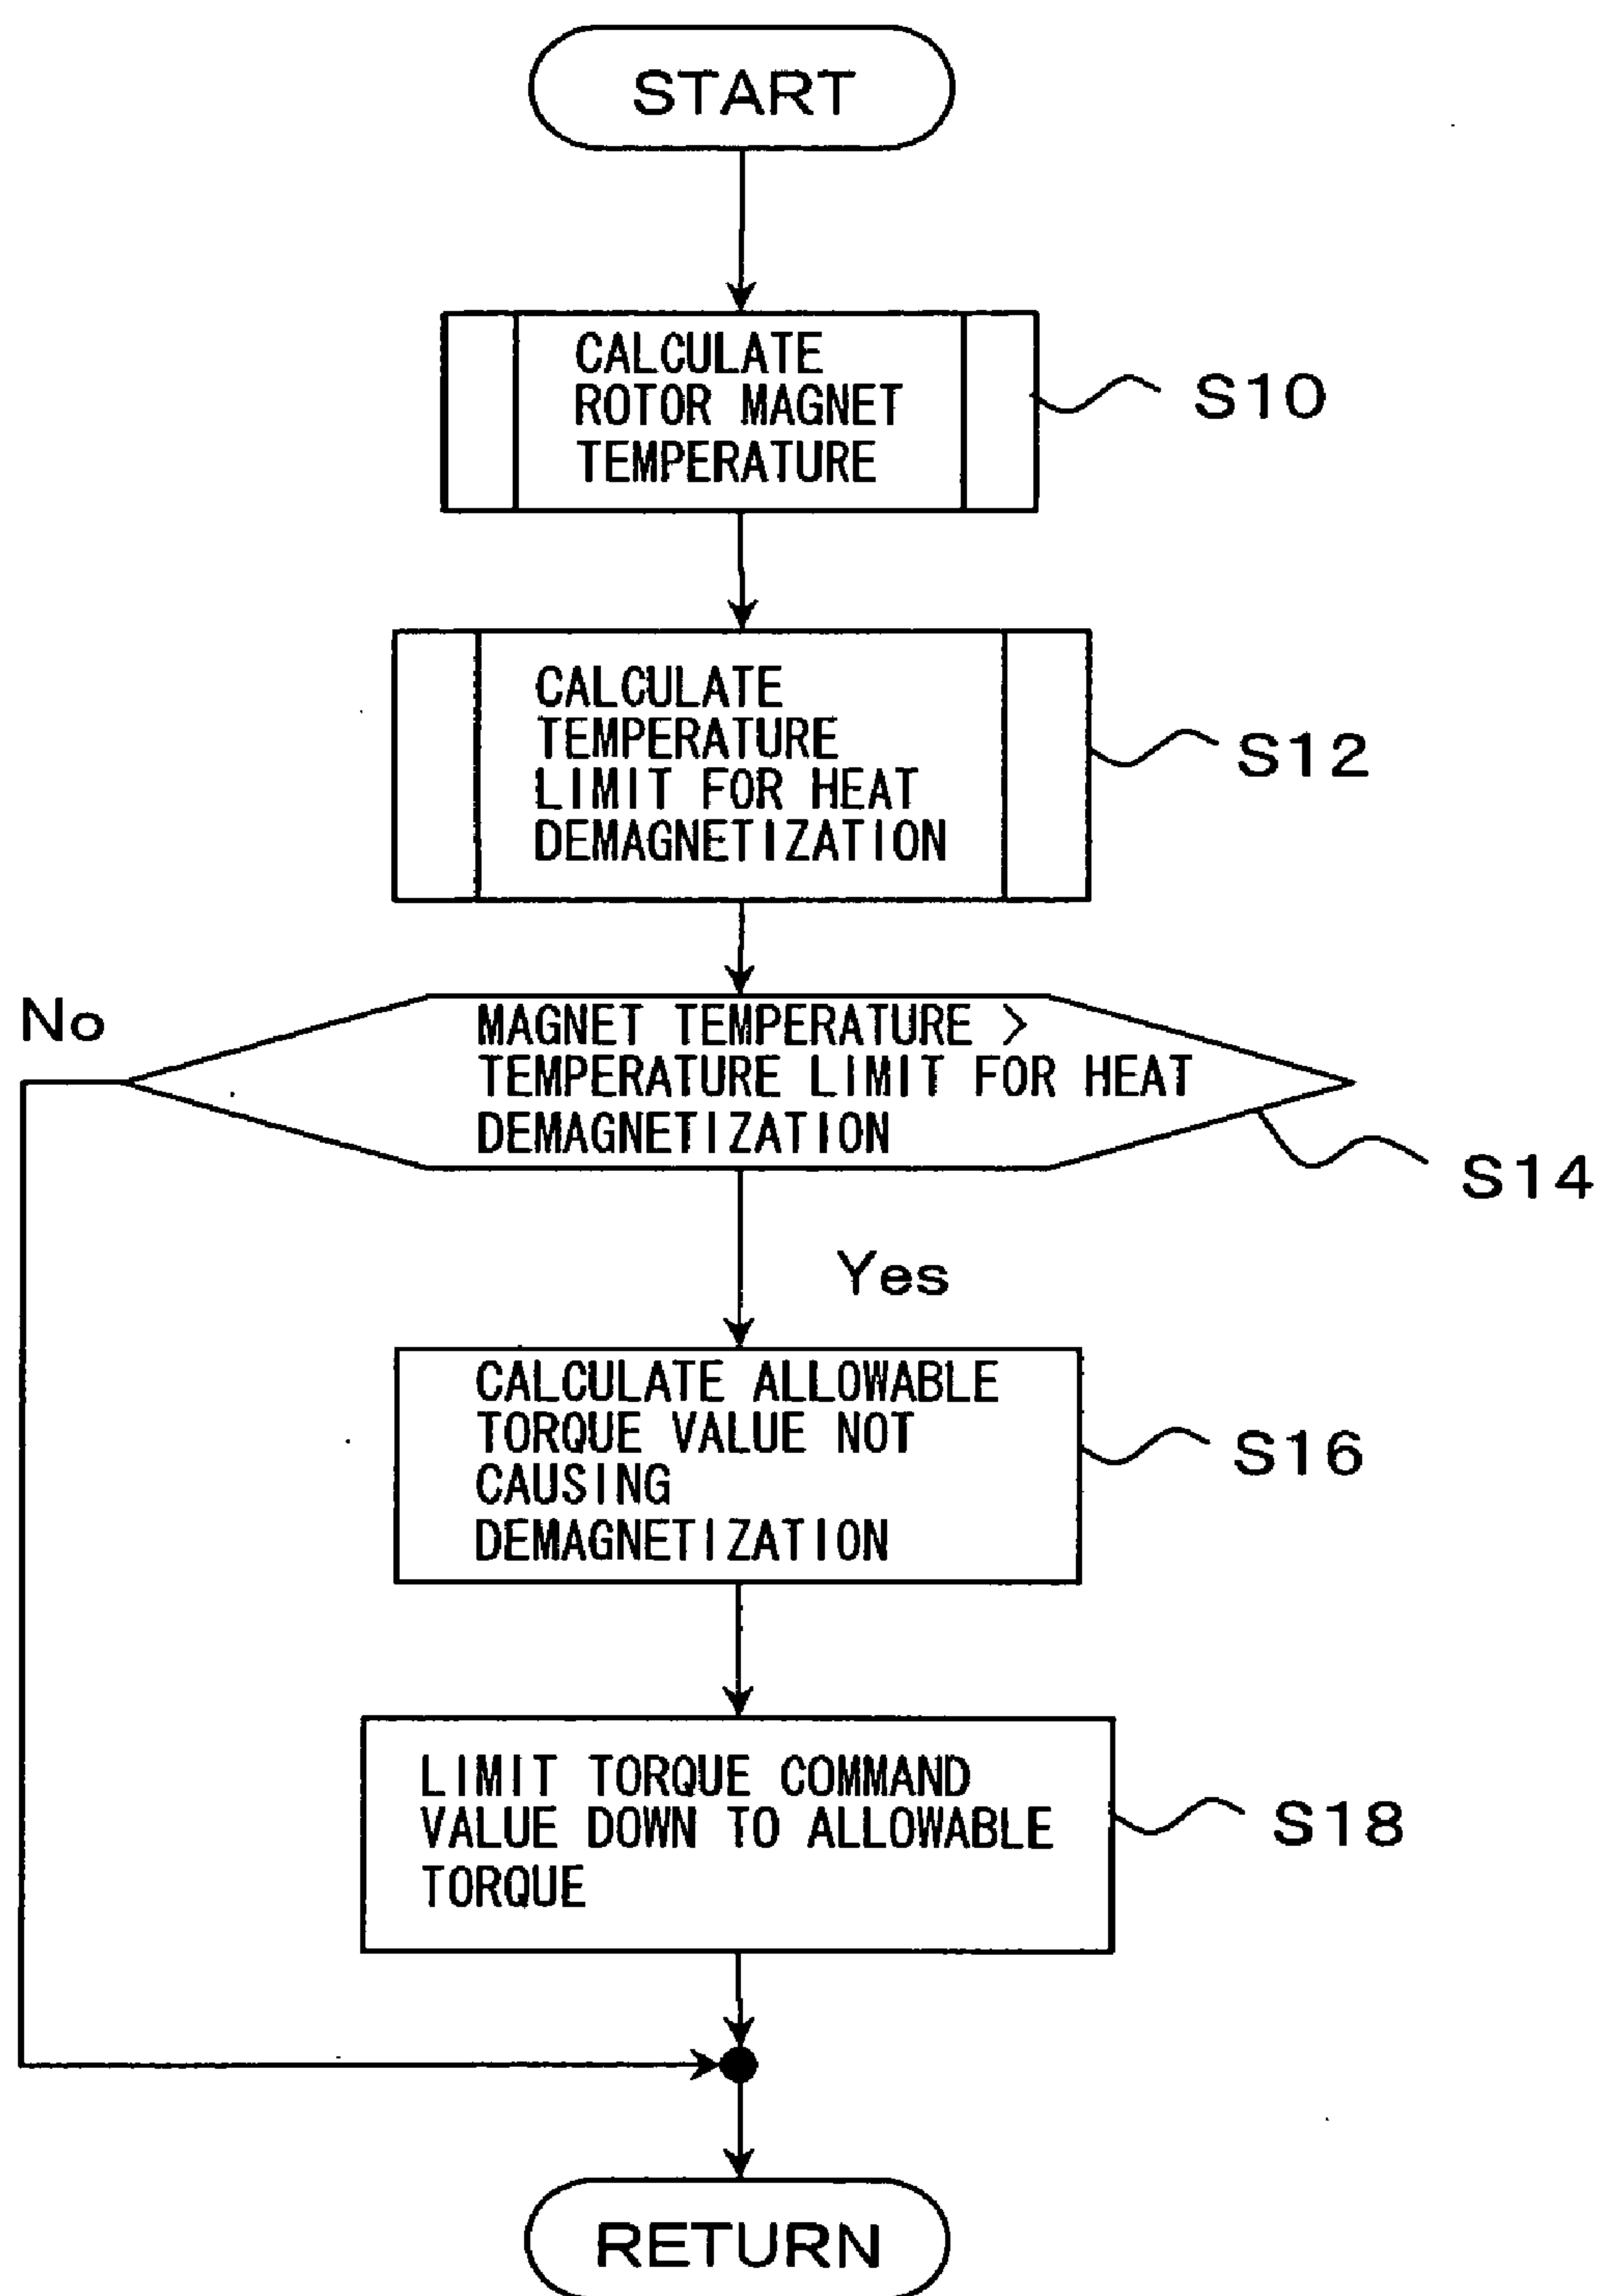 START
CALCULATE
ROTOR MAGNET
TEMPERATURE
S10
CALCULATE
TEMPERATURE
LIMIT FOR HEAT
DEMAGNETIZATION
S12
No
MAGNET TEMPERATURE >
TEMPERATURE LIMIT FOR HEAT
DEMAGNETIZATION
S14
Yes
CALCULATE ALLOWABLE
TORQUE VALUE NOT
CAUSING
DEMAGNETIZATION
S16
LIMIT TORQUE COMMAND
VALUE DOWN TO ALLOWABLE
TORQUE
S18
RETURN